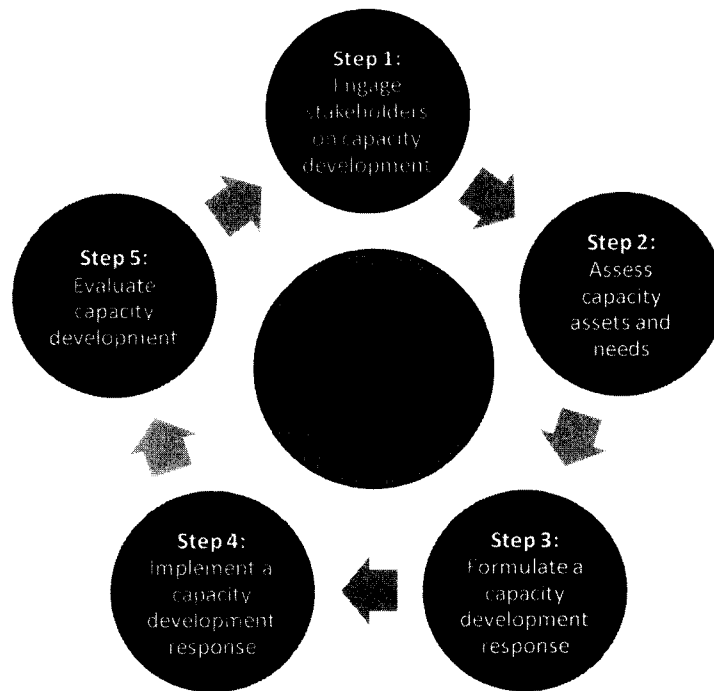 Step 1:
Engage
stakeholders
on capacity
development
Step 2:
Assess
capacity
assets and
needs
Step 3:
Formulate a
capacity
development
response
Step 4:
Implement a
capacity
development
response
Step 5:
Evaluate
capacity
development